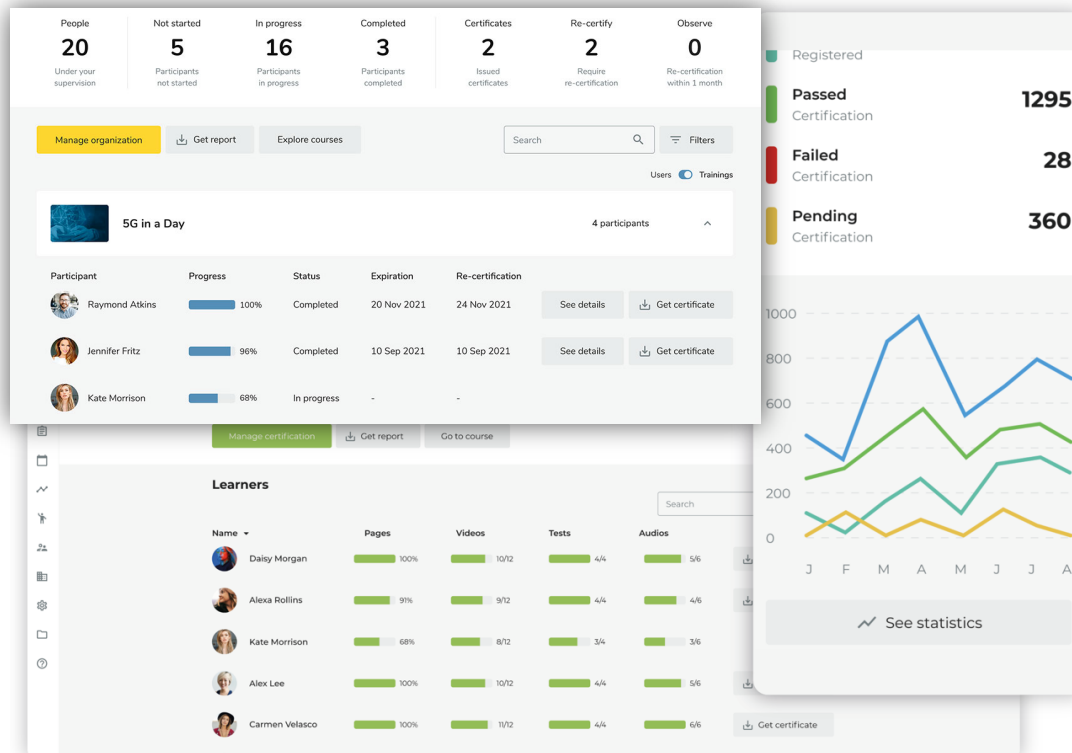 People Not started In progress Completed Certificates Re-certify Observe
20 5 16 3 2 2 0
Under your Participants Participants Participants Issued Require Re-certification
supervision not started in progress completed certificates re-certification within 1 month
Manage organization Get report Explore courses Search Filters
Users Trainings
5G in a Day 4 participants
Participant Progress Status Expiration Re-certification
Raymond Atkins 100% Completed 20 Nov 2021 24 Nov 2021 See details Get certificate
Jennifer Fritz 96% Completed 10 Sep 2021 10 Sep 2021 See details Get certificate
Kate Morrison 68% In progress - -
Registered
Passed 1295
Certification
Failed 28
Certification
Pending 360
Certification
1000
800
600
400
200
0
J F M A M J J A
See statistics
Manage certification Get report Go to course
Learners
Search
Name Pages Videos Tests Audios
Daisy Morgan 100% 10/12 4/4 5/6
Alexa Rollins 91% 9/12 4/4 4/6
Kate Morrison 68% 8/12 3/4 3/6
Alex Lee 100% 10/12 4/4 5/6
Carmen Velasco 100% 11/12 4/4 6/6 Get certificate